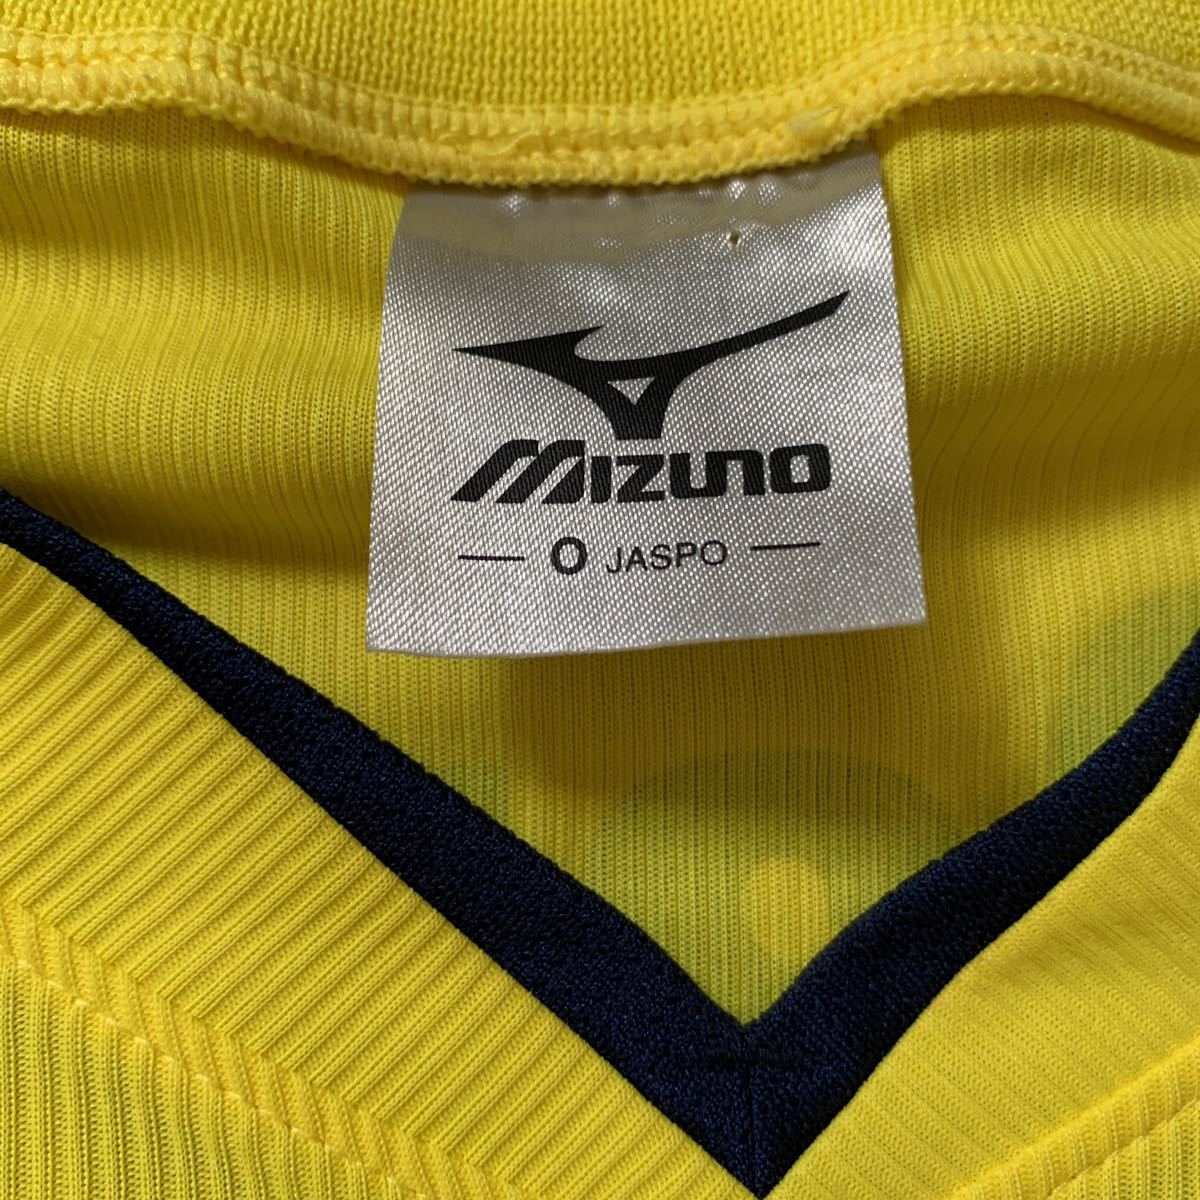 MIZUNO
— O JASPO —